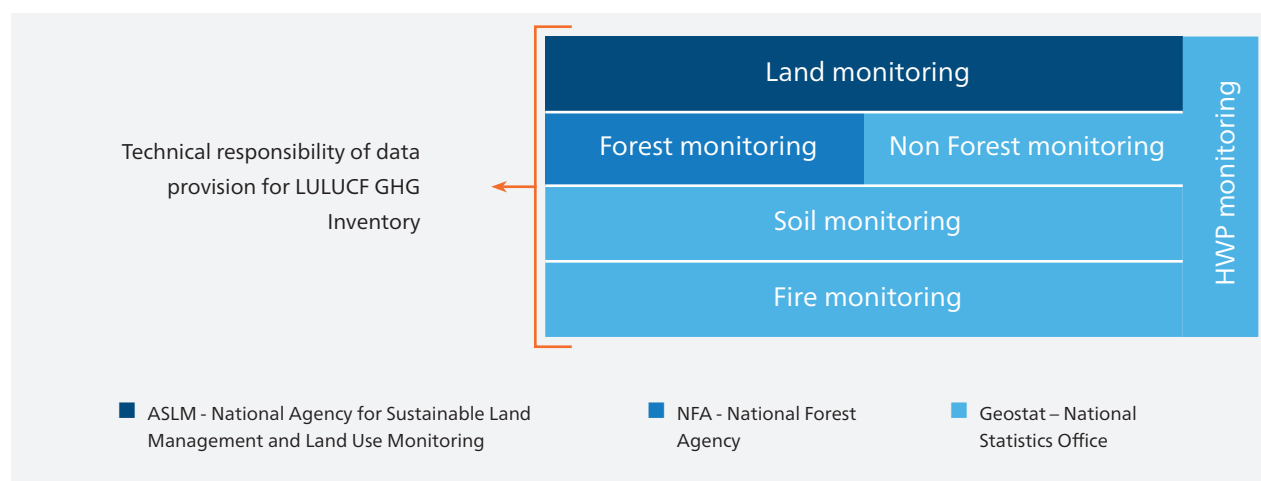 Land monitoring
Forest monitoring
Non Forest monitoring
Soil monitoring
Fire monitoring
HWP monitoring
Technical responsibility of data
provision for LULUCF GHG
Inventory
ASLM - National Agency for Sustainable Land
Management and Land Use Monitoring
NFA - National Forest
Agency
Geostat – National
Statistics Office